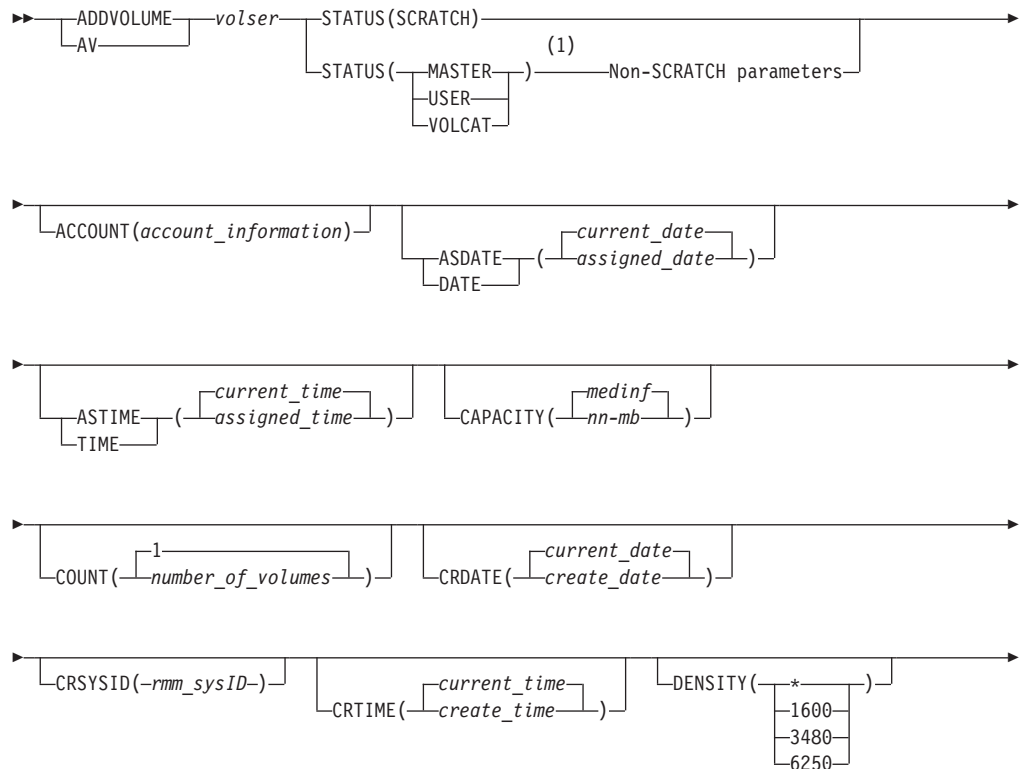 ADDVOLUME volser STATUS(SCRATCH)
AV (1)
STATUS( MASTER ) Non-SCRATCH parameters
USER
VOLCAT
ACCOUNT(account_information) current_date
ASDATE ( assigned_date )
DATE
current_time medinf
ASTIME ( assigned_time ) CAPACITY( nn-mb )
TIME
1 current_date
COUNT( number_of_volumes ) CRDATE( create_date )
CRSYSID(rmm_sysID) current_time DENSITY( * )
CRTIME( create_time ) 1600
3480
6250